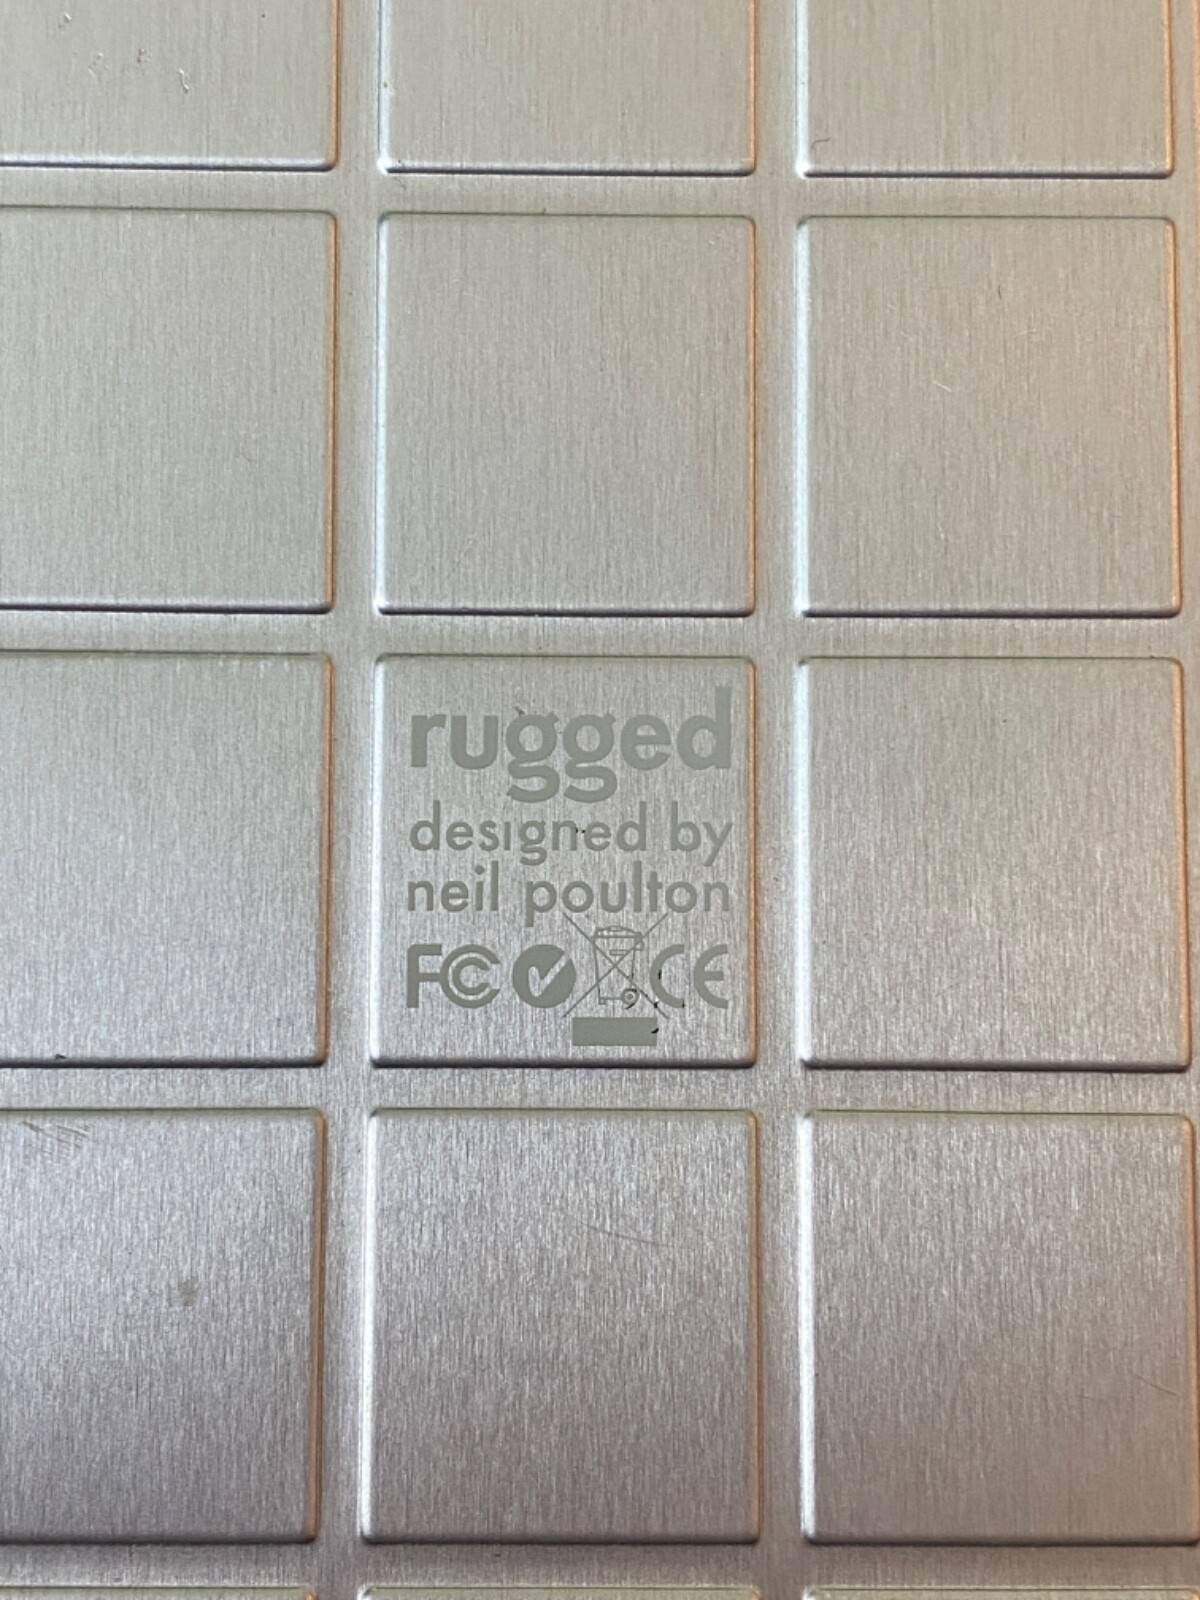 rugged
designed by
neil poulton
FC CE